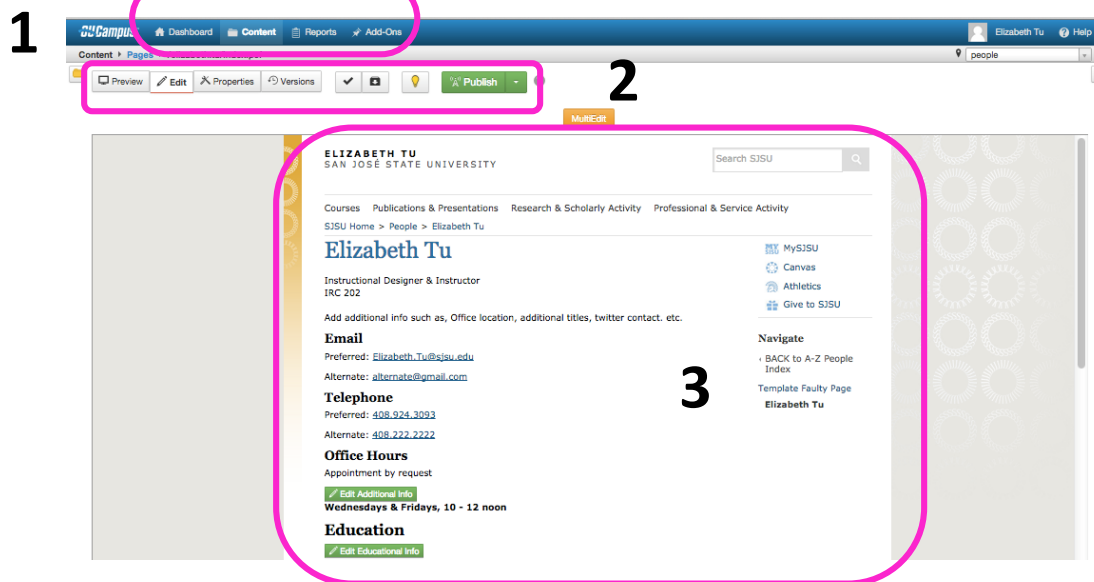 1
OU Campus Dashboard Content Reports Add-Ons Elizabeth Tu Help
Content Pages people
Preview Edit Properties Versions Publish
2
MultiEdit
ELIZABETH TU
SAN JOSÉ STATE UNIVERSITY
Search SJSU
Courses Publications & Presentations Research & Scholarly Activity Professional & Service Activity
SJSU Home > People > Elizabeth Tu
Elizabeth Tu
Instructional Designer & Instructor
IRC 202
Add additional info such as, Office location, additional titles, twitter contact. etc.
Email
Preferred: Elizabeth.Tu@sjsu.edu
Alternate: alternate@gmail.com
Telephone
Preferred: 408.924.3093
Alternate: 408.222.2222
Office Hours
Appointment by request
Edit Additional Info
Wednesdays & Fridays, 10 - 12 noon
Education
Edit Educational Info
MySJSU
Canvas
Athletics
Give to SJSU
Navigate
‹ BACK to A-Z People
Index
Template Faulty Page
Elizabeth Tu
3